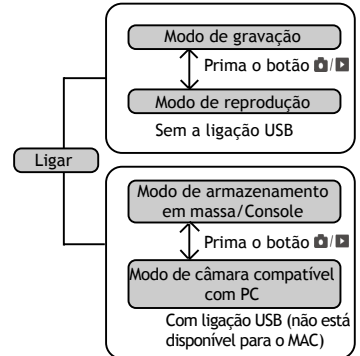 Modo de gravação
Prima o botão /
Modo de reprodução
Sem a ligação USB
Ligar
Modo de armazenamento
em massa/Console
Prima o botão /
Modo de câmara compatível
com PC
Com ligação USB (não está
disponível para o MAC)